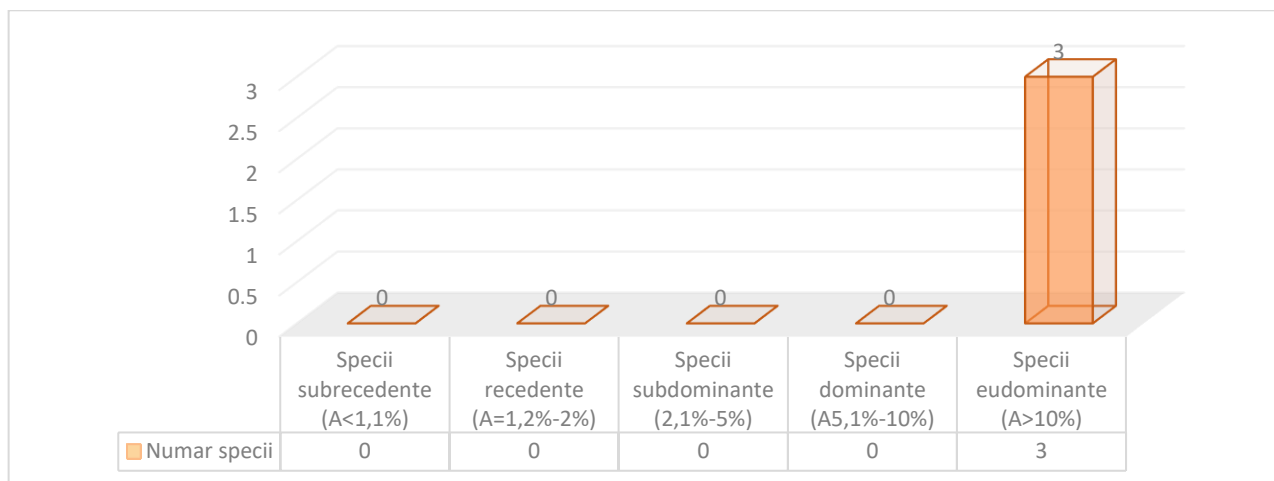 3
3
2.5
2
1.5
1
0.5
0
0 0 0 0
Specii subrecedente (A<1,1%)
Specii recedente (A=1,2%-2%)
Specii subdominante (2,1%-5%)
Specii dominante (A5,1%-10%)
Specii eudominante (A>10%)
Numar specii 0 0 0 0 3